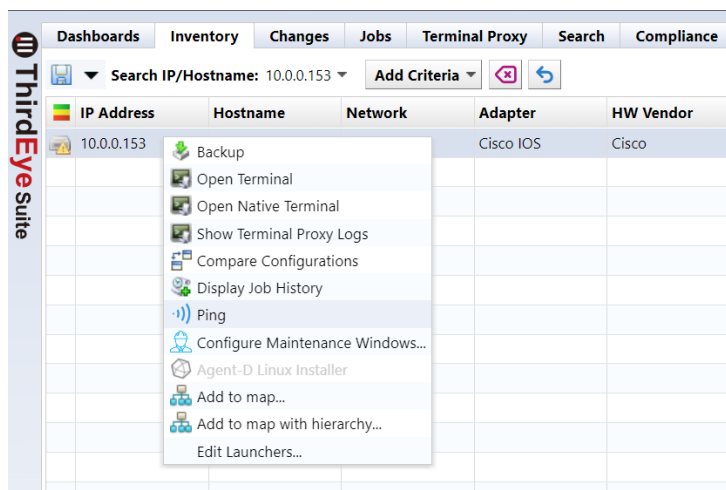 ThirdEye Suite
Dashboards Inventory Changes Jobs Terminal Proxy Search Compliance
Search IP/Hostname: 10.0.0.153 Add Criteria
IP Address Hostname Network Adapter HW Vendor
10.0.0.153 Cisco IOS Cisco
Backup
Open Terminal
Open Native Terminal
Show Terminal Proxy Logs
Compare Configurations
Display Job History
Ping
Configure Maintenance Windows...
Agent-D Linux Installer
Add to map...
Add to map with hierarchy...
Edit Launchers...